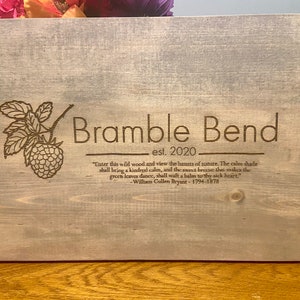 Bramble Bend
est. 2020
"Enter this wild wood and view the haunts of nature. The calm shade
shall bring a kindred calm, and the sweet breeze that makes the
green leaves dance, shall waft a balm to thy sick heart."
-William Cullen Bryant - 1794-1878